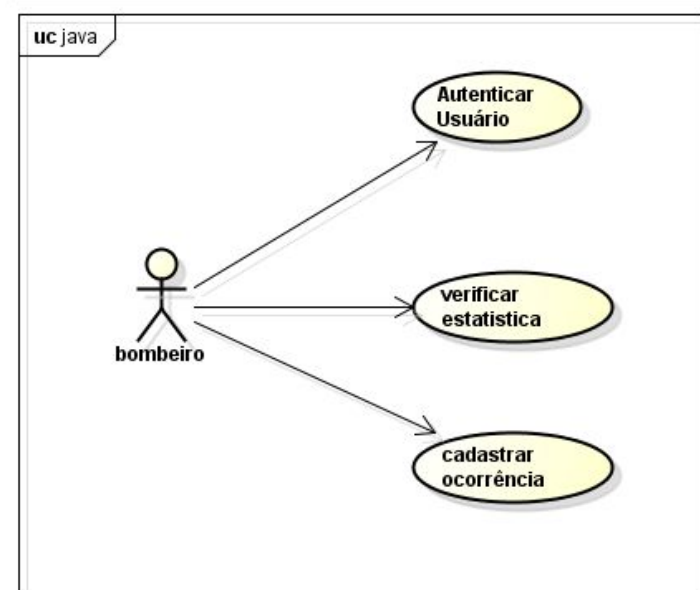 uc java
Autenticar
Usuário
verificar
estatistica
bombeiro
cadastrar
ocorrência